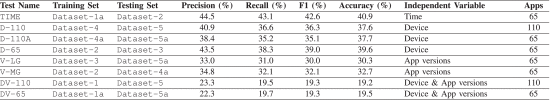 Test Name Training Set Testing Set Precision (%) Recall (%) F1 (%) Accuracy (%) Independent Variable Apps
TIME Dataset-1a Dataset-2 44.5 43.1 42.6 40.9 Time 65
D-110 Dataset-4 Dataset-5 40.9 36.6 36.3 37.6 Device 110
D-110A Dataset-4a Dataset-5a 38.4 35.2 35.1 37.7 Device 65
D-65 Dataset-2 Dataset-3 43.5 38.3 39.0 39.6 Device 65
V-LG Dataset-3 Dataset-5a 33.0 31.0 30.0 30.3 App versions 65
V-MG Dataset-2 Dataset-4a 34.8 32.1 32.1 32.7 App versions 65
DV-110 Dataset-1 Dataset-5 23.3 19.5 19.3 19.2 Device & App versions 110
DV-65 Dataset-1a Dataset-5a 22.3 19.7 19.3 19.5 Device & App versions 65